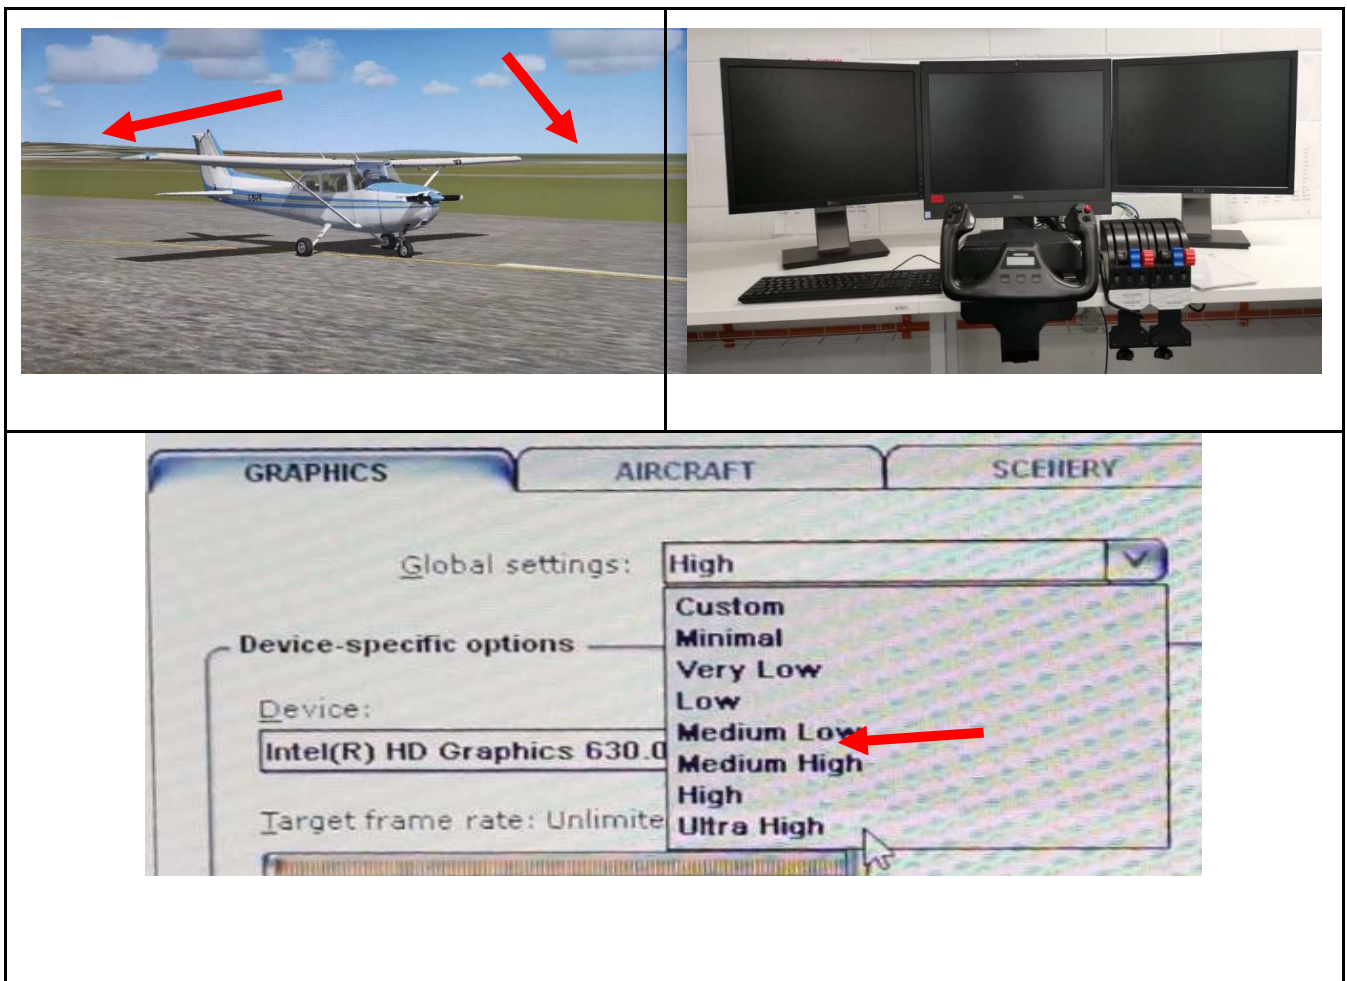 DELL
GRAPHICS
AIRCRAFT
SCENERY
Global settings:
High
Custom
Minimal
Very Low
Low
Medium Low
Medium High
High
Ultra High
Device-specific options
Device:
Intel(R) HD Graphics 630.0
Target frame rate: Unlimite